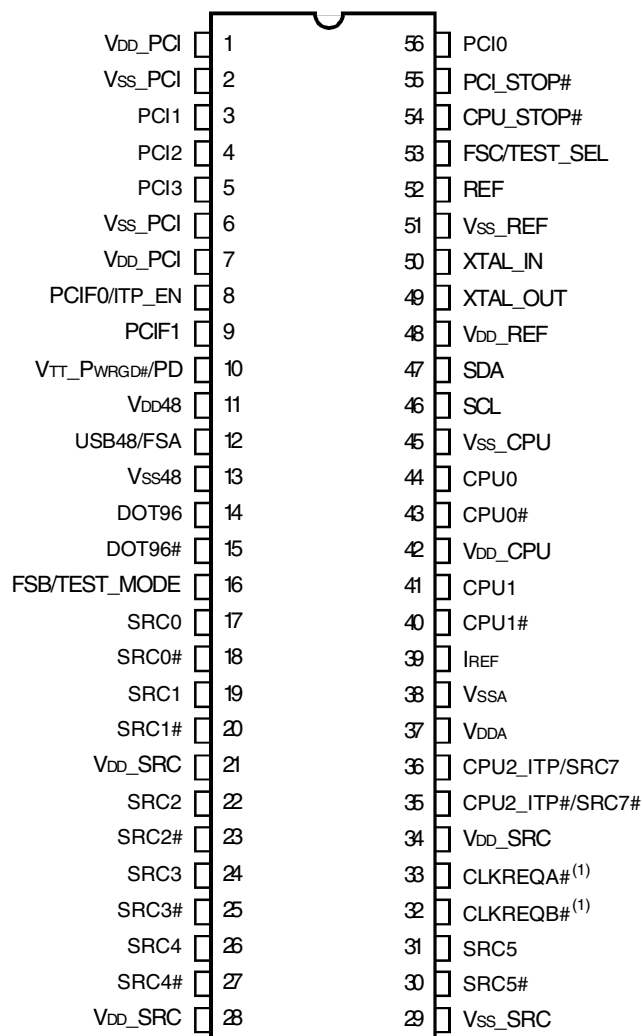 VDD_PCI 1 56 PCI0
VSS_PCI 2 55 PCI_STOP#
PCI1 3 54 CPU_STOP#
PCI2 4 53 FSC/TEST_SEL
PCI3 5 52 REF
VSS_PCI 6 51 VSS_REF
VDD_PCI 7 50 XTAL_IN
PCIF0/ITP_EN 8 49 XTAL_OUT
PCIF1 9 48 VDD_REF
VTT_PWRGD#/PD 10 47 SDA
VDD48 11 46 SCL
USB48/FSA 12 45 VSS_CPU
VSS48 13 44 CPU0
DOT96 14 43 CPU0#
DOT96# 15 42 VDD_CPU
FSB/TEST_MODE 16 41 CPU1
SRC0 17 40 CPU1#
SRC0# 18 39 IREF
SRC1 19 38 VSSA
SRC1# 20 37 VDDA
VDD_SRC 21 36 CPU2_ITP/SRC7
SRC2 22 35 CPU2_ITP#/SRC7#
SRC2# 23 34 VDD_SRC
SRC3 24 33 CLKREQA#(1)
SRC3# 25 32 CLKREQB#(1)
SRC4 26 31 SRC5
SRC4# 27 30 SRC5#
VDD_SRC 28 29 VSS_SRC